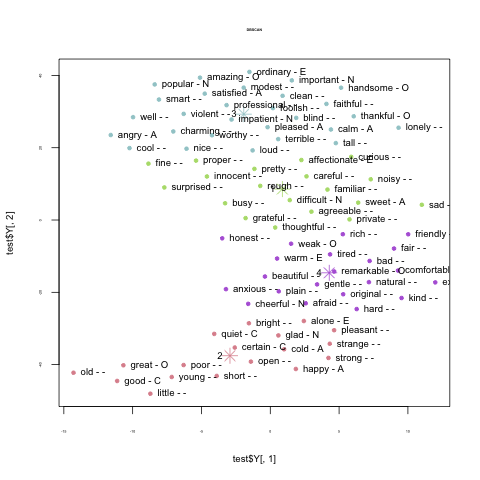 DBSCAN
ordinary - E
amazing - O
important - N
popular - N
modest - -
handsome - O
satisfied - A
clean - -
smart - -
professional
foolish - -
faithful - -
violent - -
3
well - -
impatient - N
blind - -
thankful - O
pleased - A
calm - A
lonely - -
charming
worthy - -
angry - A
terrible - -
tall - -
cool - -
nice - -
loud - -
curious - -
affectionate - E
proper - -
fine - -
pretty - -
innocent - -
careful - -
noisy - -
surprised - -
rough - -
1
familiar - -
difficult - N
busy - -
sweet - A
sad - -
agreeable - -
grateful - -
private - -
thoughtful - -
rich - -
friendly
honest - -
weak - O
fair - -
tired - -
warm - E
bad - -
4
remarkable - O
comfortabl
beautiful - -
gentle - -
natural - -
anxious - -
plain - -
original - -
kind - -
cheerful - N
afraid - -
hard - -
bright - -
alone - E
pleasant - -
quiet - C
glad - N
strange - -
certain - C
cold - A
2
strong - -
open - -
great - O
poor - -
happy - A
old - -
young - -
short - -
good - C
little - -
test$Y[, 2]
test$Y[, 1]